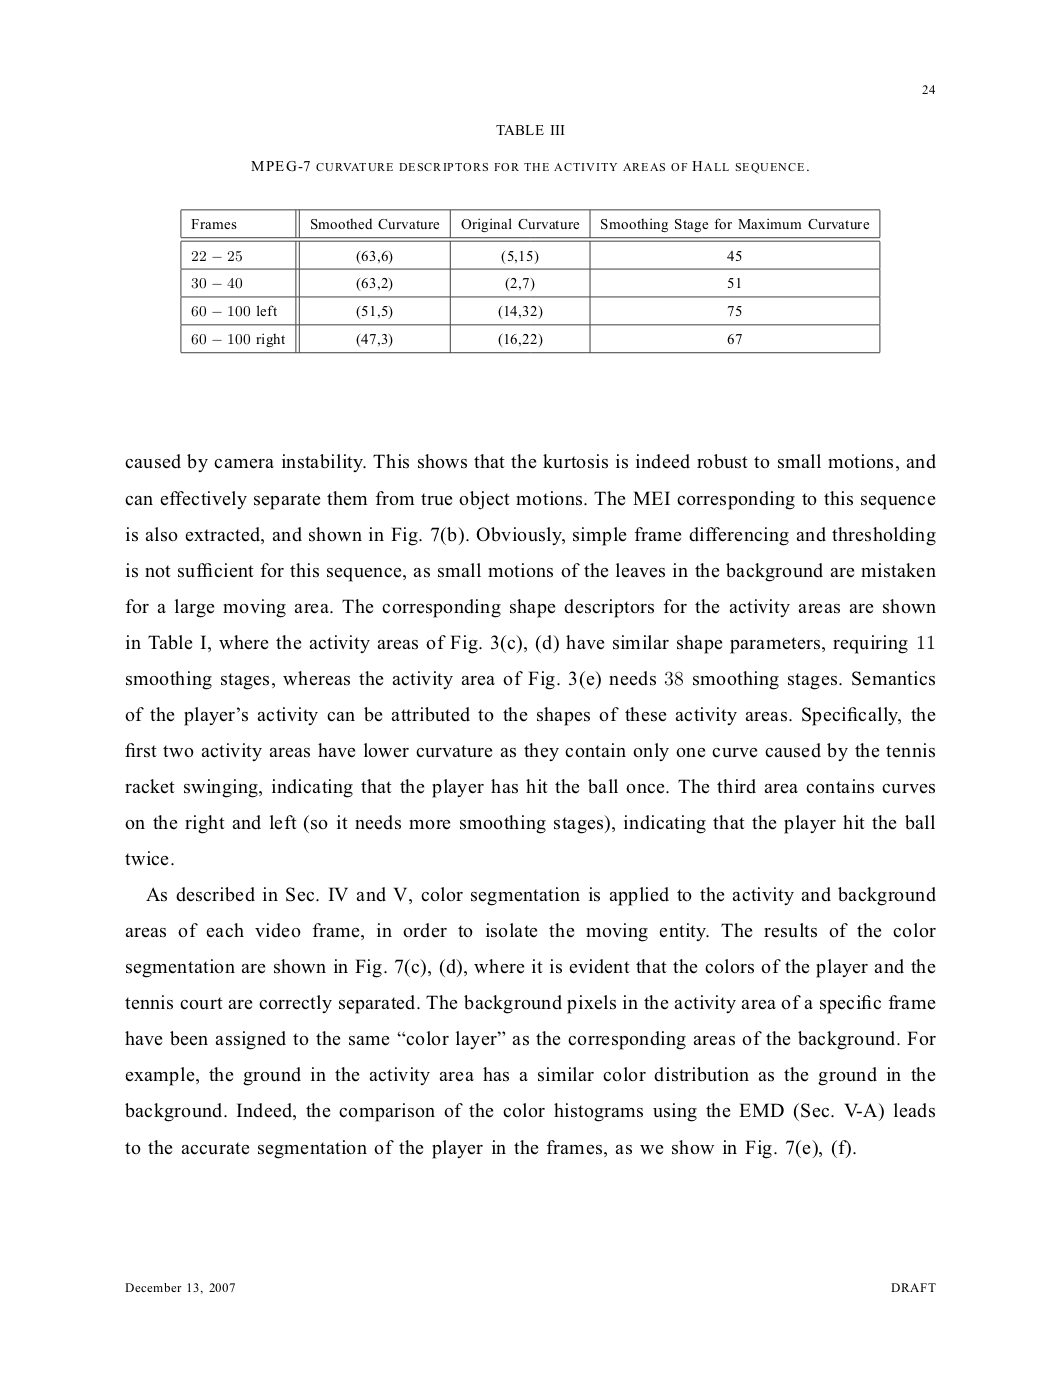 24
TABLE III
MPEG-7 CURVATURE DESCRIPTORS FOR THE ACTIVITY AREAS OF HALL SEQUENCE.
Frames Smoothed Curvature Original Curvature Smoothing Stage for Maximum Curvature
22 − 25 (63,6) (5,15) 45
30 − 40 (63,2) (2,7) 51
60 − 100 left (51,5) (14,32) 75
60 − 100 right (47,3) (16,22) 67
caused by camera instability. This shows that the kurtosis is indeed robust to small motions, and
can effectively separate them from true object motions. The MEI corresponding to this sequence
is also extracted, and shown in Fig. 7(b). Obviously, simple frame differencing and thresholding
is not sufficient for this sequence, as small motions of the leaves in the background are mistaken
for a large moving area. The corresponding shape descriptors for the activity areas are shown
in Table I, where the activity areas of Fig. 3(c), (d) have similar shape parameters, requiring 11
smoothing stages, whereas the activity area of Fig. 3(e) needs 38 smoothing stages. Semantics
of the player's activity can be attributed to the shapes of these activity areas. Specifically, the
first two activity areas have lower curvature as they contain only one curve caused by the tennis
racket swinging, indicating that the player has hit the ball once. The third area contains curves
on the right and left (so it needs more smoothing stages), indicating that the player hit the ball
twice.
As described in Sec. IV and V, color segmentation is applied to the activity and background
areas of each video frame, in order to isolate the moving entity. The results of the color
segmentation are shown in Fig. 7(c), (d), where it is evident that the colors of the player and the
tennis court are correctly separated. The background pixels in the activity area of a specific frame
have been assigned to the same “color layer” as the corresponding areas of the background. For
example, the ground in the activity area has a similar color distribution as the ground in the
background. Indeed, the comparison of the color histograms using the EMD (Sec. V-A) leads
to the accurate segmentation of the player in the frames, as we show in Fig. 7(e), (f).
December 13, 2007 DRAFT